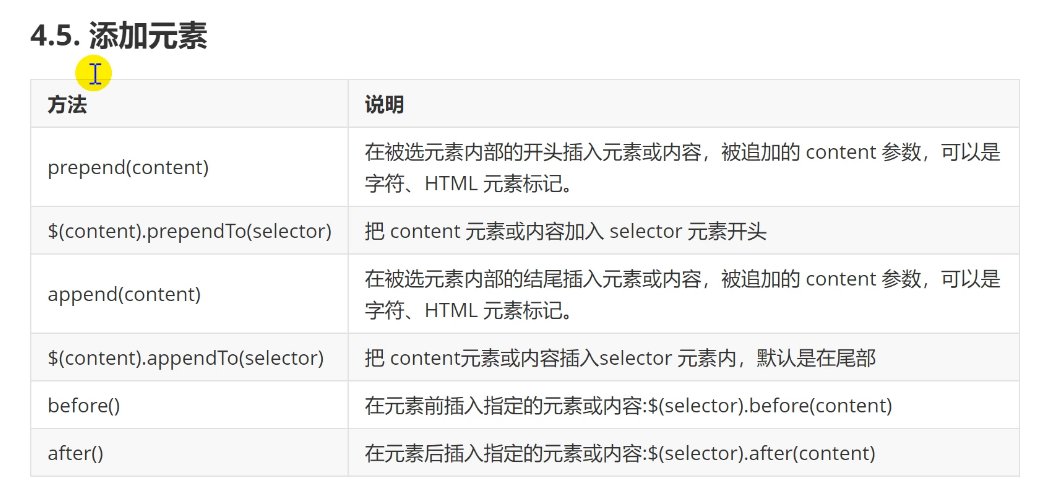 4.5. 添加元素
方法 说明
prepend(content) 在被选元素内部的开头插入元素或内容，被追加的 content 参数，可以是
字符、HTML 元素标记。
$(content).prependTo(selector) 把 content 元素或内容加入 selector 元素开头
append(content) 在被选元素内部的结尾插入元素或内容，被追加的 content 参数，可以是
字符、HTML 元素标记。
$(content).appendTo(selector) 把 content元素或内容插入selector 元素内，默认是在尾部
before() 在元素前插入指定的元素或内容:$(selector).before(content)
after() 在元素后插入指定的元素或内容:$(selector).after(content)